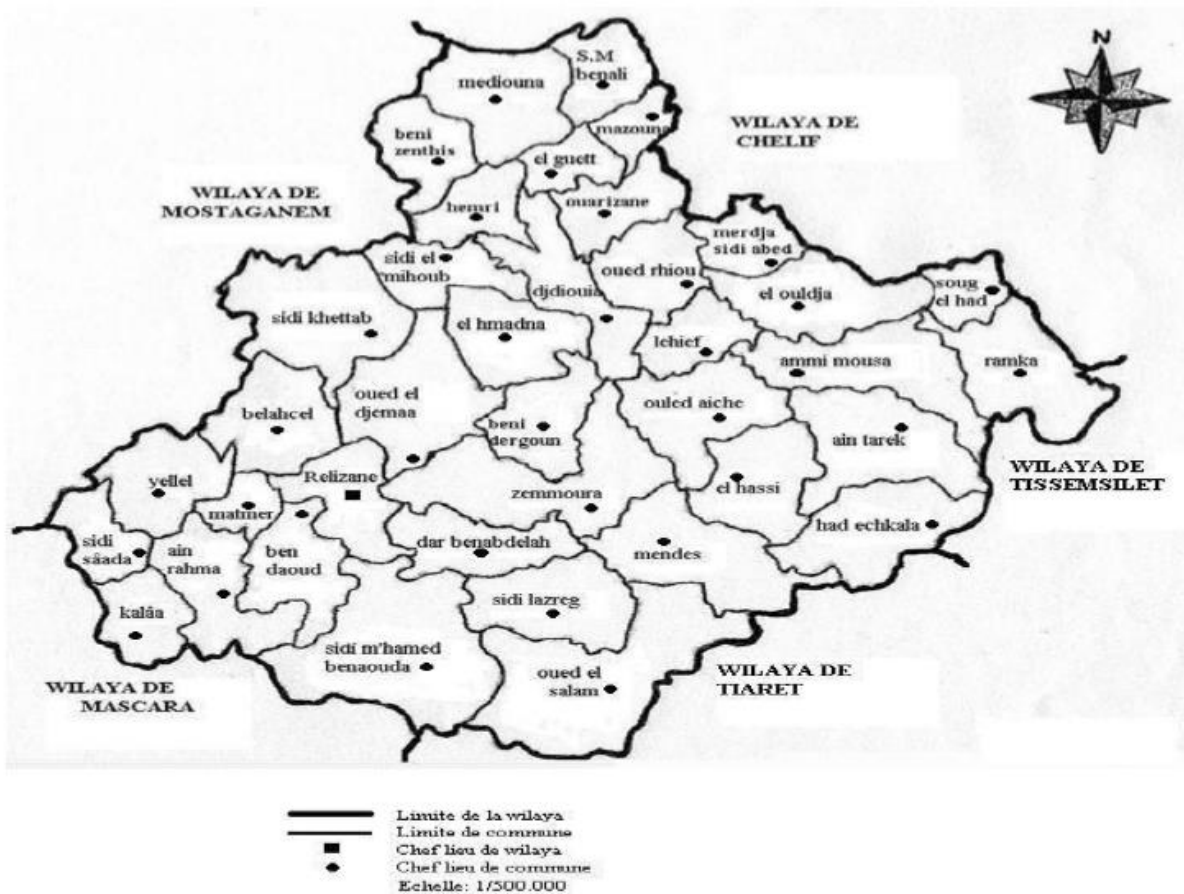 N
S.M
benali
mediouna
mazouna
WILAYA DE
CHELIF
beni
zenthis
el guett
WILAYA DE
MOSTAGANEM
hemri
ouarizane
merdja
sidi abed
sidi el
mihoub
oued rhiou
djdiouia
el ouldja
soug
el had
sidi khettab
el hmadna
lehief
ammi mousa
ramka
oued el
djemaa
belahcel
ouled aiche
beni
dergoun
ain tarek
WILAYA DE
TISSEMSILET
yellel
Relizane
zemmoura
el hassi
matmer
had echkala
sidi
sâada
ain
rahma
ben
daoud
dar benabdelah
mendes
kalâa
sidi lazreg
sidi m'hamed
benaouda
WILAYA DE
MASCARA
oued el
salam
WILAYA DE
TIARET
Limite de la wilaya
Limite de commune
Chef lieu de wilaya
Chef lieu de commune
Echelle: 1/500.000